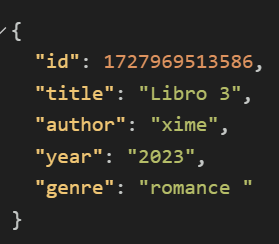 {
"id": 1727969513586,
"title": "Libro 3",
"author": "xime",
"year": "2023",
"genre": "romance "
}